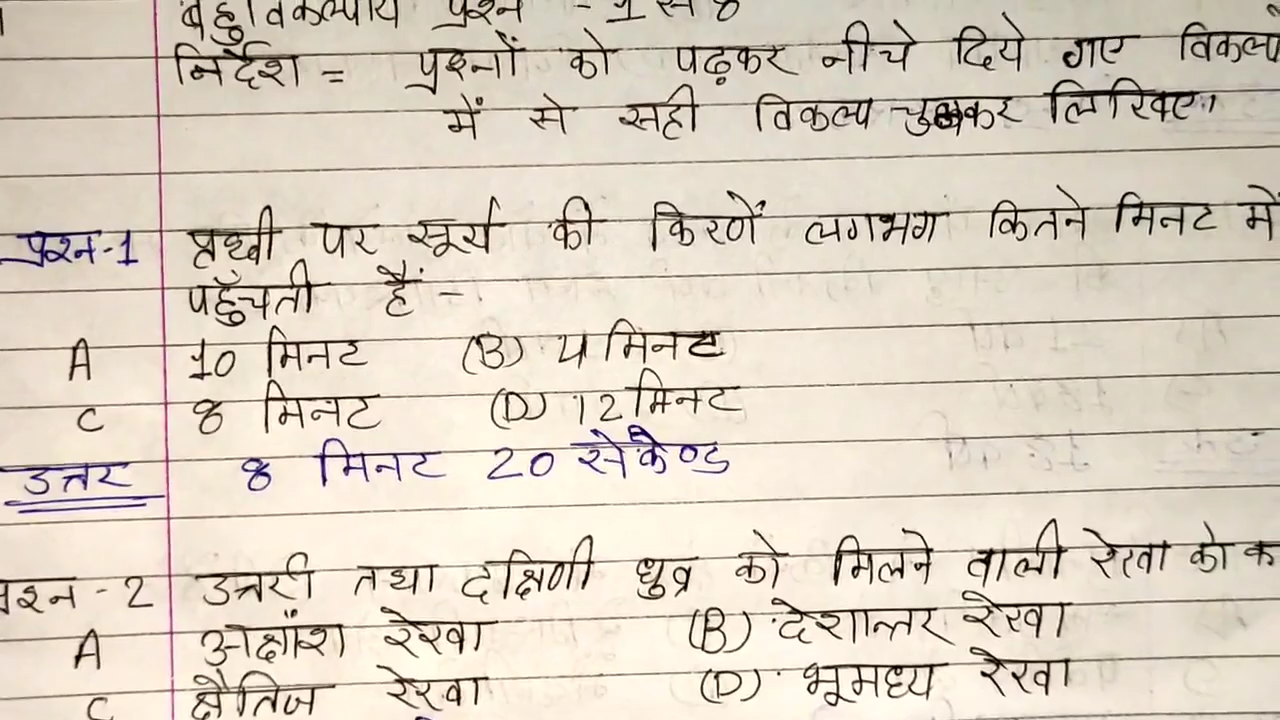 बहुविकल्पीय प्रश्न - 1 से 8
निर्देश = प्रश्नों को पढ़कर नीचे दिये गए विकल्प
में से सही विकल्प चुनकर लिखिए।
प्रश्न-1 पृथ्वी पर सूर्य की किरणें लगभग कितने मिनट में
पहुँचती हैं -
A 10 मिनट (B) 4 मिनट
C 8 मिनट (D) 12 मिनट
उत्तर 8 मिनट 20 सेकैण्ड
प्रश्न-2 उत्तरी तथा दक्षिणी ध्रुव को मिलने वाली रेखा को क
A अक्षांश रेखा (B) देशान्तर रेखा
C क्षैतिज रेखा (D) भूमध्य रेखा